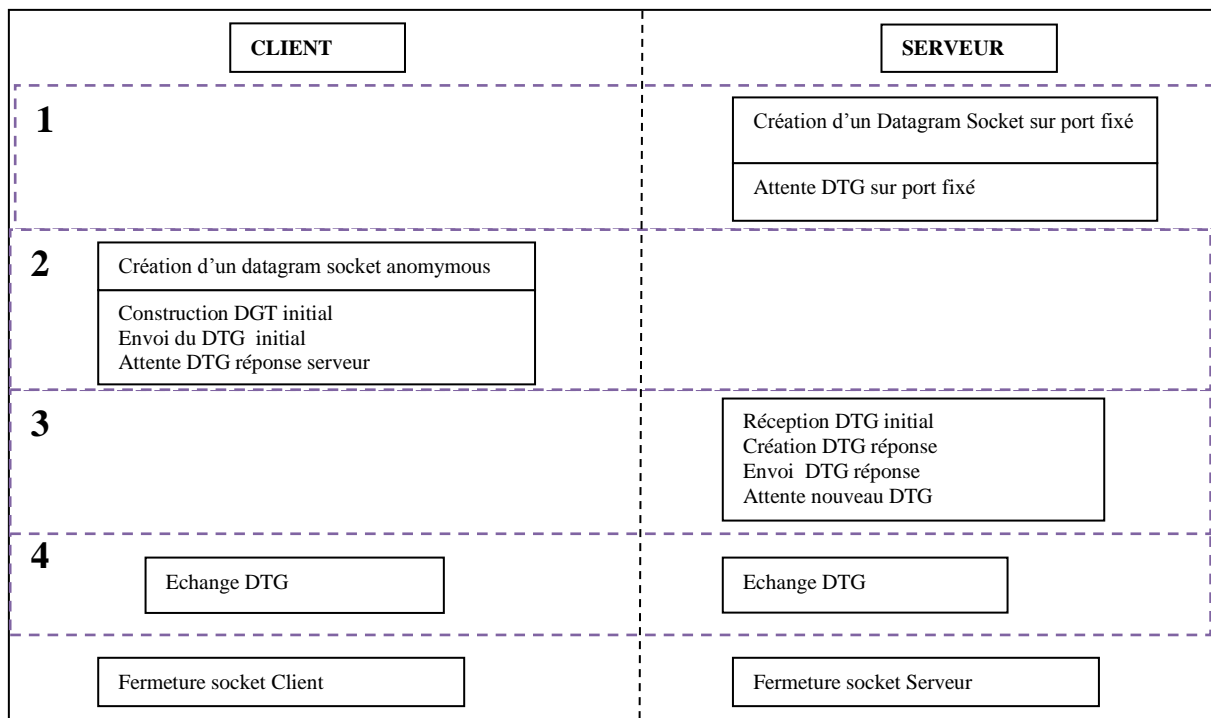 CLIENT
SERVEUR
1
Création d'un Datagram Socket sur port fixé
Attente DTG sur port fixé
2
Création d'un datagram socket anomymous
Construction DGT initial
Envoi du DTG initial
Attente DTG réponse serveur
3
Réception DTG initial
Création DTG réponse
Envoi DTG réponse
Attente nouveau DTG
4
Echange DTG
Echange DTG
Fermeture socket Client
Fermeture socket Serveur